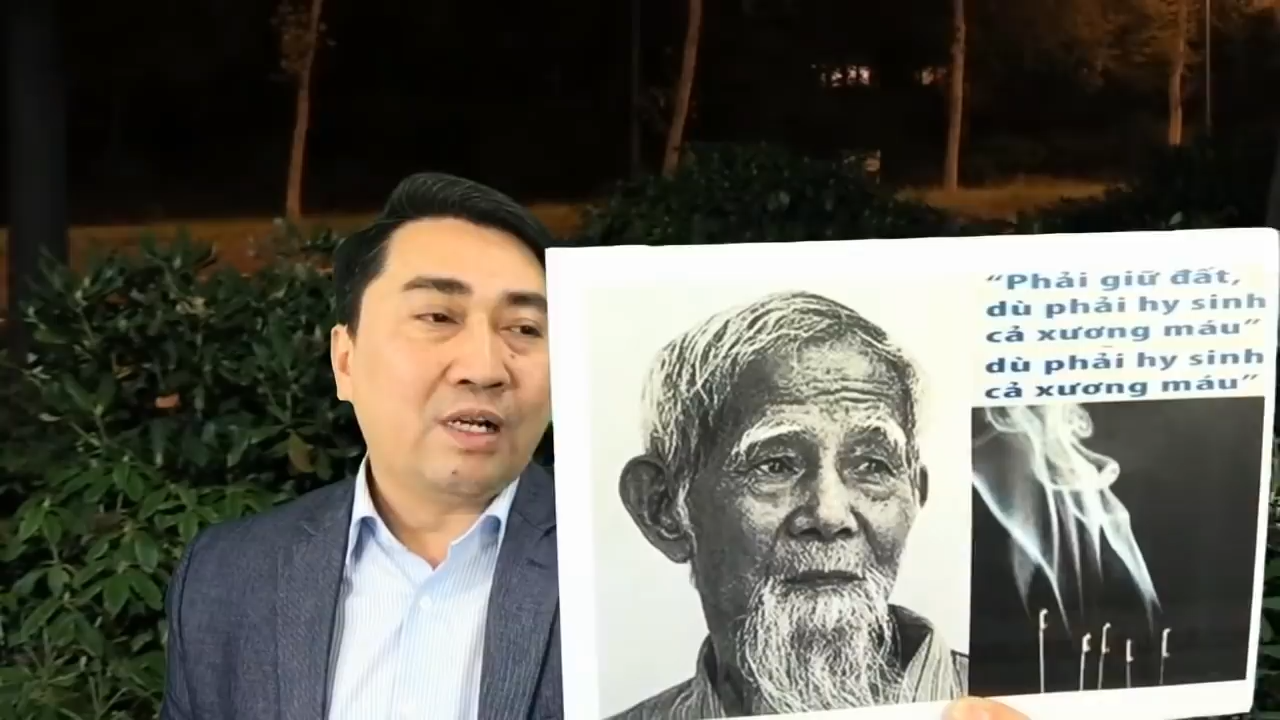 “Phải giữ đất,
dù phải hy sinh
cả xương máu”
dù phải hy sinh
cả xương máu”